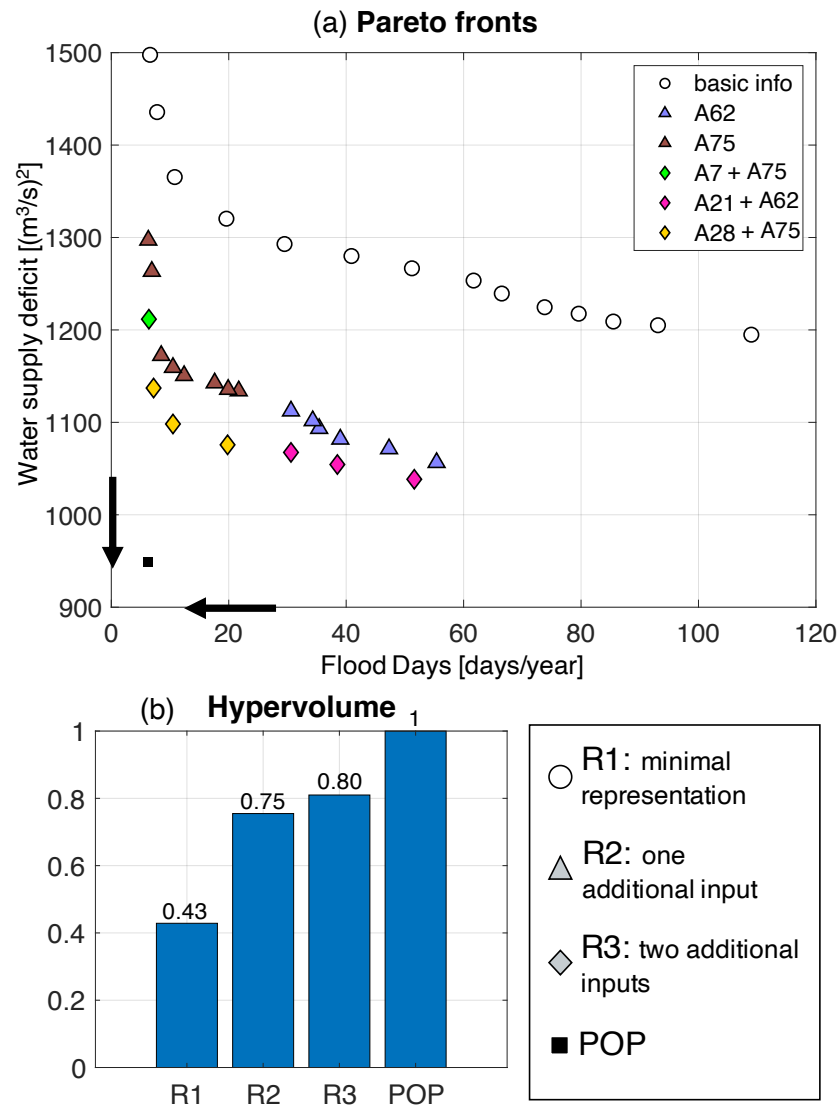 (a) Pareto fronts
1500
1400
1300
1200
1100
1000
900
Water supply deficit [(m³/s)²]
basic info
A62
A75
A7 + A75
A21 + A62
A28 + A75
0 20 40 60 80 100 120
Flood Days [days/year]
(b) Hypervolume
1
0.8
0.6
0.4
0.2
0
0.43
0.75
0.80
1
R1 R2 R3 POP
R1: minimal
representation
R2: one
additional input
R3: two additional
inputs
POP